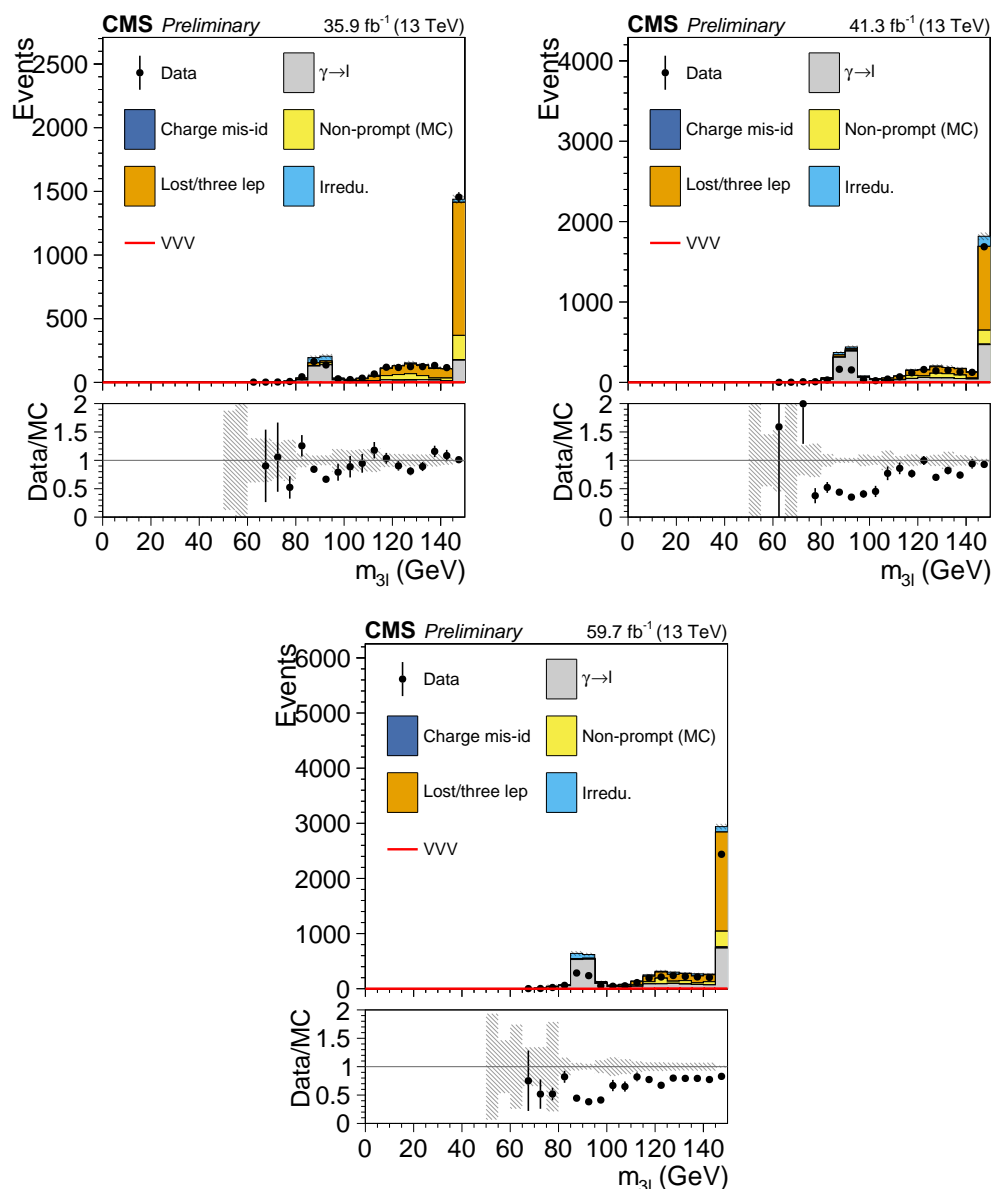 CMS Preliminary 35.9 fb⁻¹ (13 TeV)
Events
2500
2000
1500
1000
500
0
Data
γ→l
Charge mis-id
Non-prompt (MC)
Lost/three lep
Irredu.
VVV
Data/MC
2
1.5
1
0.5
0
0 20 40 60 80 100 120 140
m3l (GeV)
CMS Preliminary 41.3 fb⁻¹ (13 TeV)
Events
4000
3000
2000
1000
0
Data
γ→l
Charge mis-id
Non-prompt (MC)
Lost/three lep
Irredu.
VVV
Data/MC
2
1.5
1
0.5
0
0 20 40 60 80 100 120 140
m3l (GeV)
CMS Preliminary 59.7 fb⁻¹ (13 TeV)
Events
6000
5000
4000
3000
2000
1000
0
Data
γ→l
Charge mis-id
Non-prompt (MC)
Lost/three lep
Irredu.
VVV
Data/MC
2
1.5
1
0.5
0
0 20 40 60 80 100 120 140
m3l (GeV)